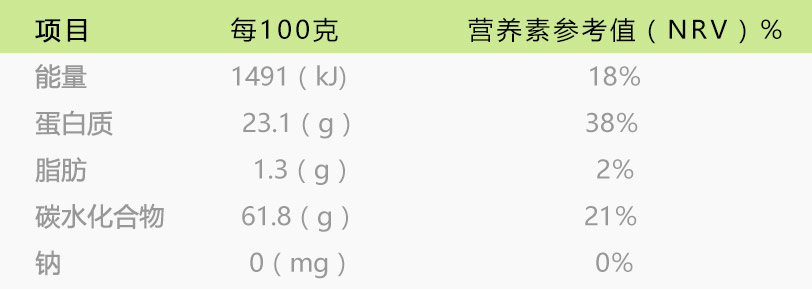 项目 每100克 营养素参考值（NRV）%
能量 1491（kJ) 18%
蛋白质 23.1（g） 38%
脂肪 1.3（g） 2%
碳水化合物 61.8（g） 21%
钠 0（mg） 0%